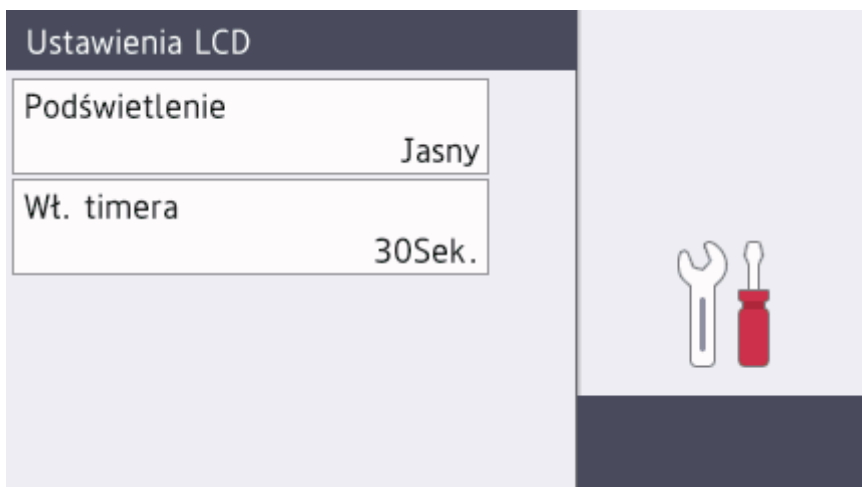 Ustawienia LCD
Podświetlenie
Jasny
Wł. timera
30Sek.